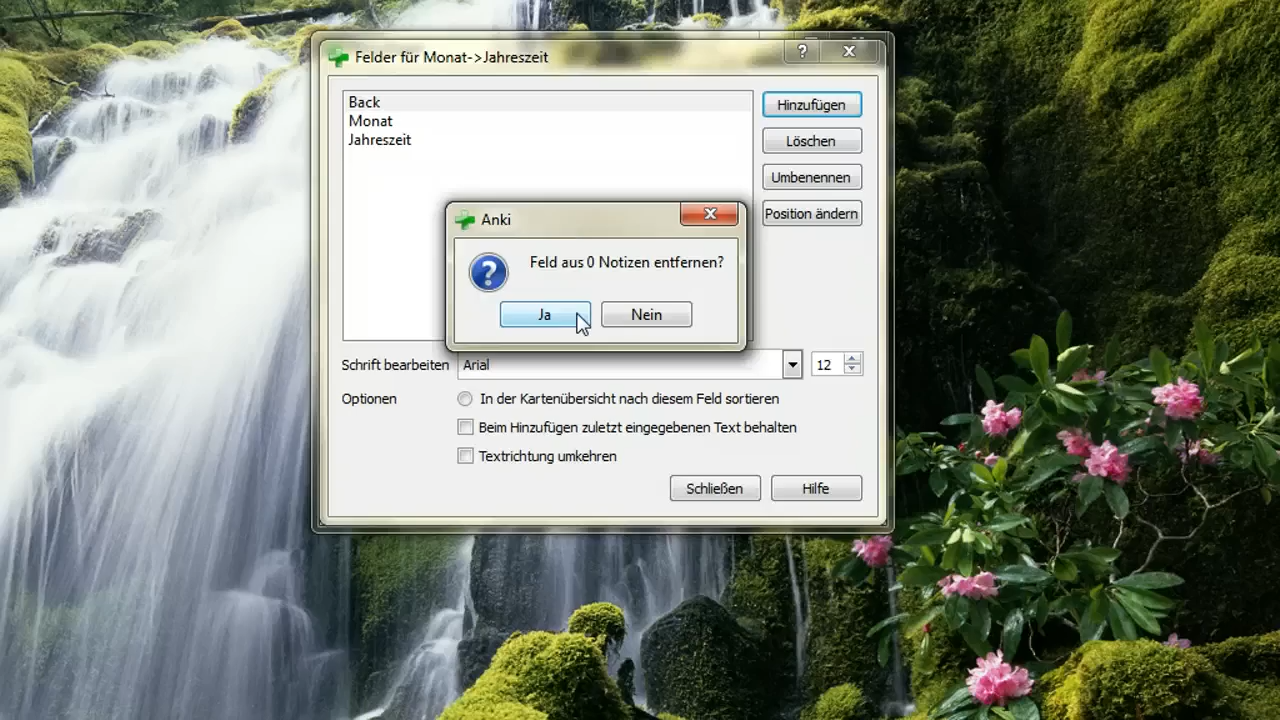 Felder für Monat->Jahreszeit
?
X
Back
Monat
Jahreszeit
Hinzufügen
Löschen
Umbenennen
Position ändern
Anki
X
?
Feld aus 0 Notizen entfernen?
Ja
Nein
Schrift bearbeiten
Arial
12
Optionen
In der Kartenübersicht nach diesem Feld sortieren
Beim Hinzufügen zuletzt eingegebenen Text behalten
Textrichtung umkehren
Schließen
Hilfe